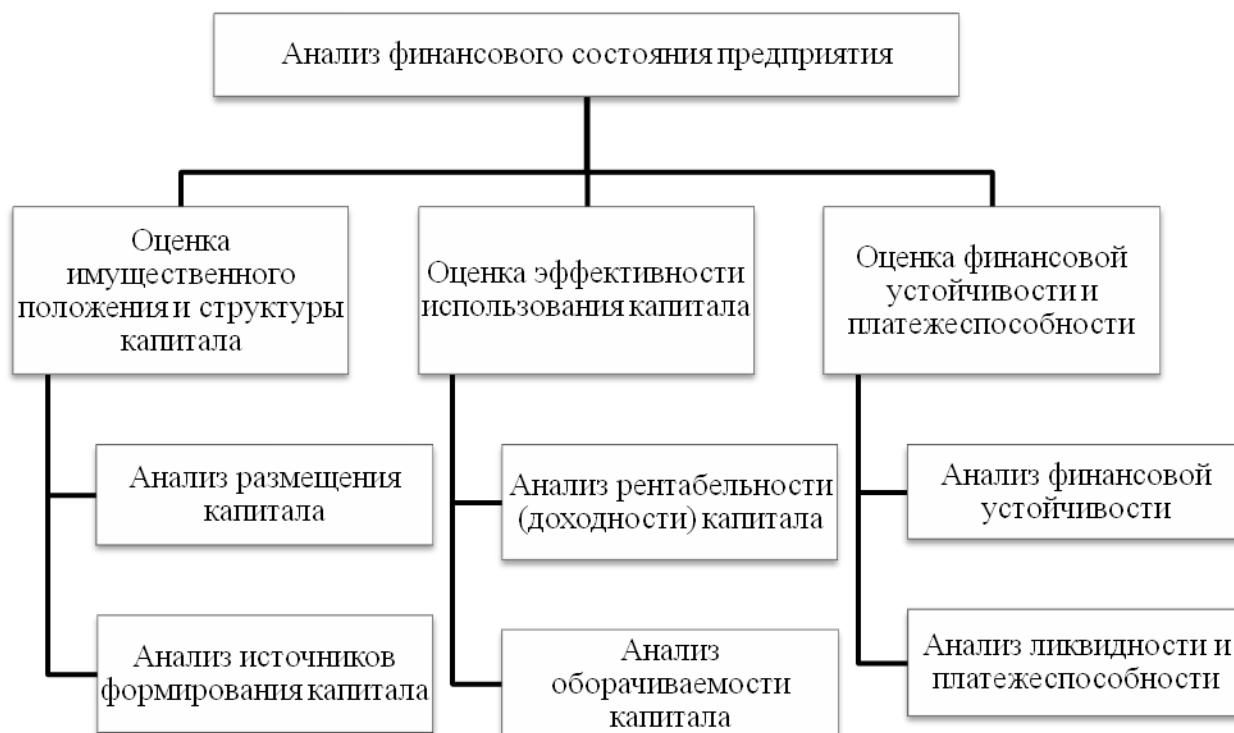 Анализ финансового состояния предприятия
Оценка
имущественного
положения и структуры
капитала
Оценка эффективности
использования капитала
Оценка финансовой
устойчивости и
платежеспособности
Анализ размещения
капитала
Анализ рентабельности
(доходности) капитала
Анализ финансовой
устойчивости
Анализ источников
формирования капитала
Анализ
оборачиваемости
капитала
Анализ ликвидности и
платежеспособности